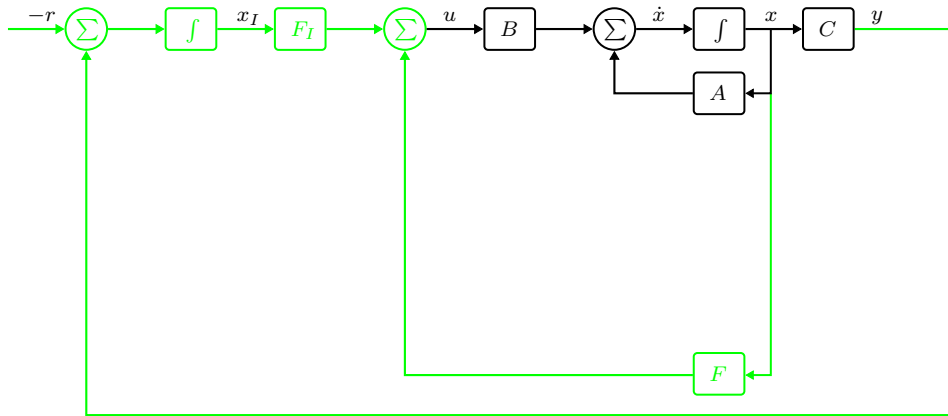 −r ∑ ∫ x_I F_I ∑ u B ∑ ẋ ∫ x C y
A
F